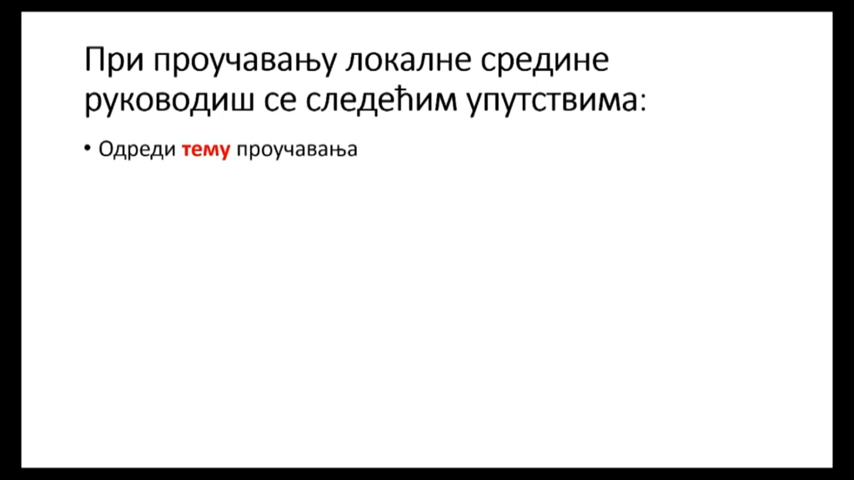 При проучавању локалне средине
руководиш се следећим упутствима:
• Одреди тему проучавања